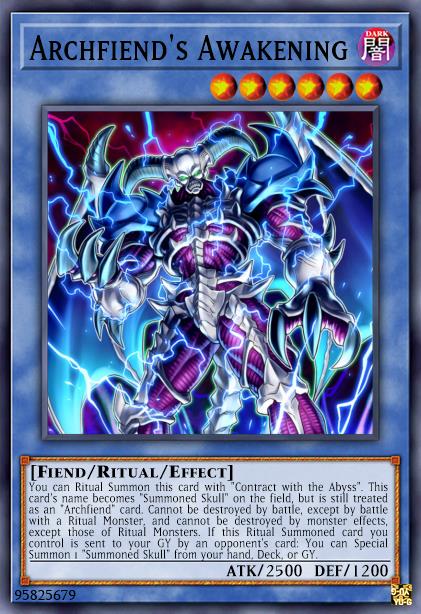 ARCHFIEND'S AWAKENING
DARK
闇
[FIEND/RITUAL/EFFECT]
You can Ritual Summon this card with "Contract with the Abyss". This
card's name becomes "Summoned Skull" on the field, but is still treated
as an "Archfiend" card. Cannot be destroyed by battle, except by battle
with a Ritual Monster, and cannot be destroyed by monster effects,
except those of Ritual Monsters. If this Ritual Summoned card you
control is sent to your GY by an opponent's card: You can Special
Summon 1 "Summoned Skull" from your hand, Deck, or GY.
ATK/2500 DEF/1200
95825679